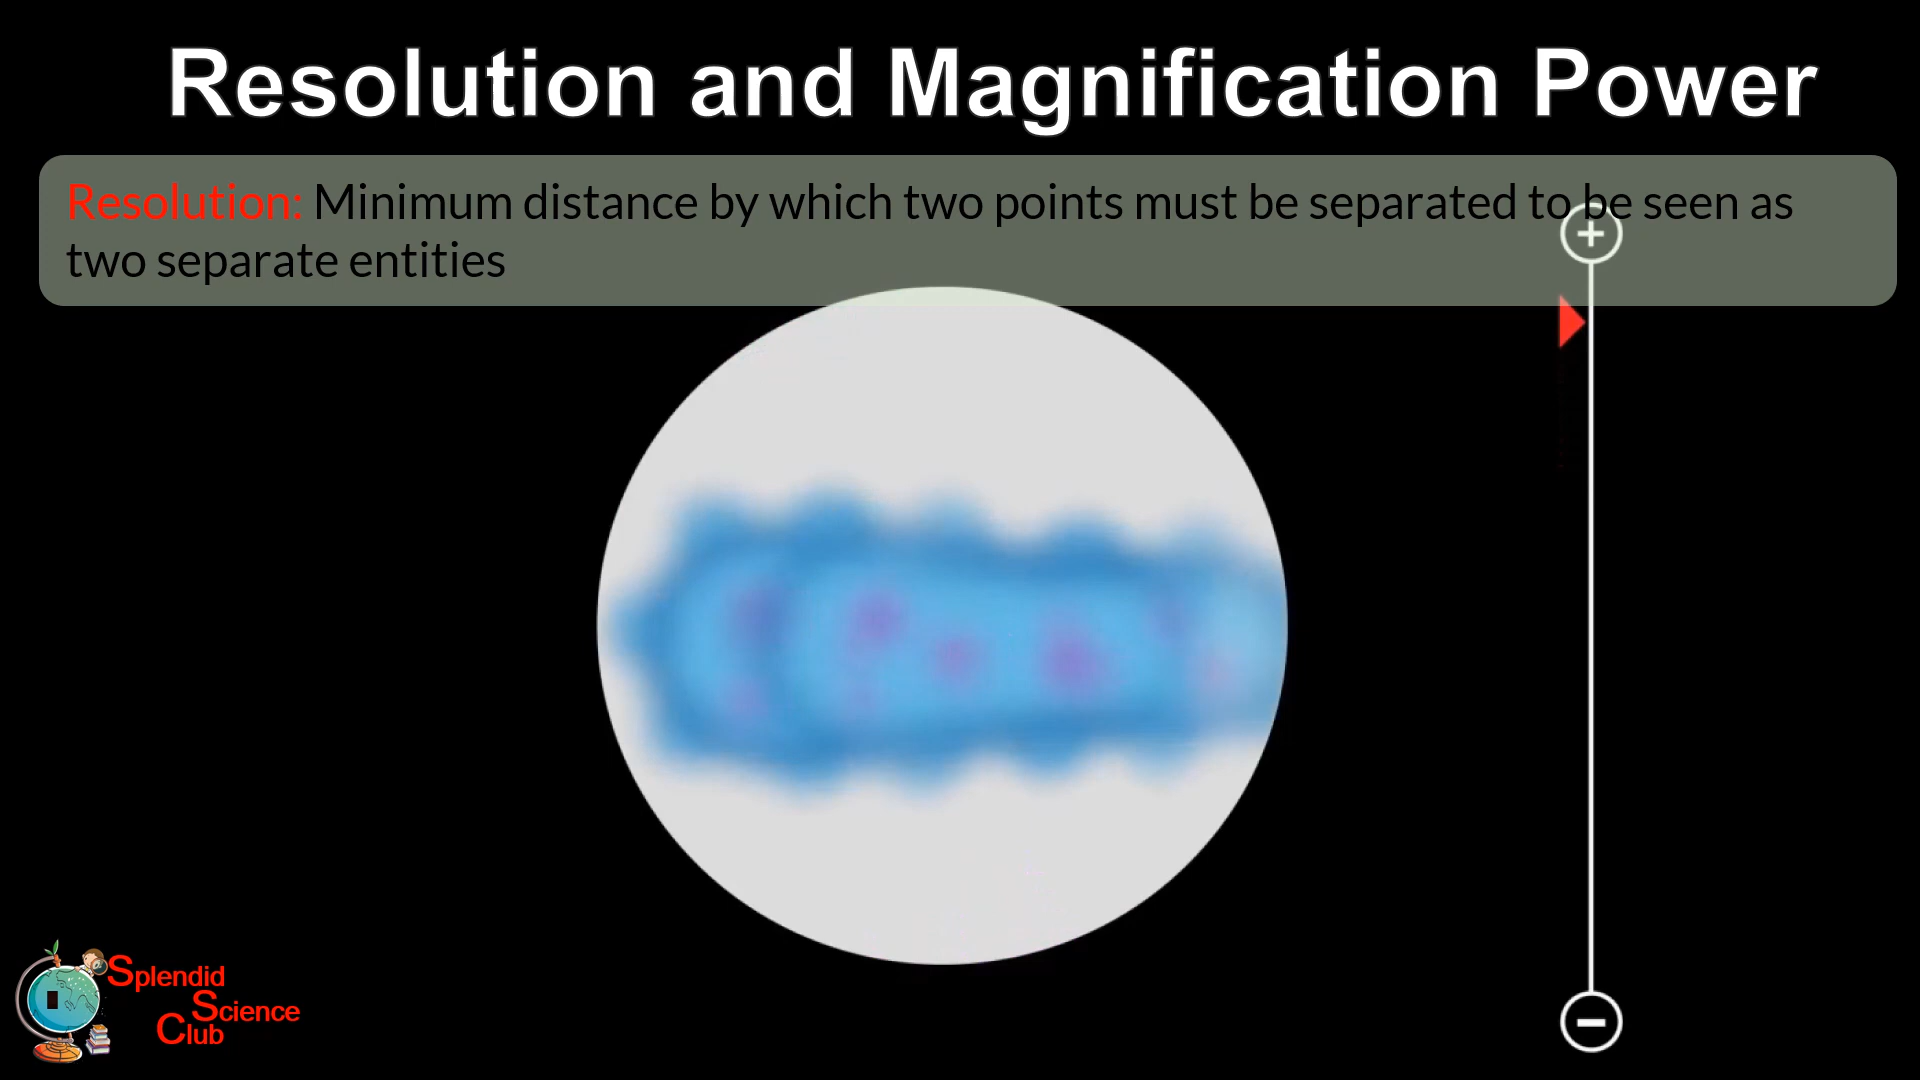 Resolution and Magnification Power
Resolution: Minimum distance by which two points must be separated to be seen as
two separate entities
Splendid
Science
Club